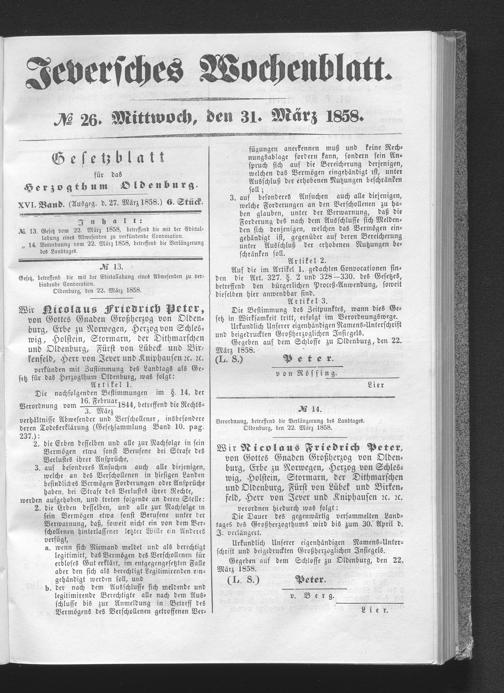 Jeversches Wochenblatt.
№ 26. Mittwoch, den 31. März 1858.
Gesetzblatt
für das
Herzogthum Oldenburg.
XVI. Band. (Ausgeg. d. 27. März 1858.) 6. Stück.
Inhalt:
№ 13. Gesetz vom 22. März 1858, betreffend die mit der Edictal-
ladung eines Abwesenden zu verbindende Convocation.
„ 14. Verordnung vom 22. März 1858, betreffend die Verlängerung
des Landtages.
№ 13.
Gesetz, betreffend die mit der Edictalladung eines Abwesenden zu ver-
bindende Convocation.
Oldenburg, den 22. März 1858.
Wir Nicolaus Friedrich Peter,
von Gottes Gnaden Großherzog von Olden-
burg, Erbe zu Norwegen, Herzog von Schles-
wig, Holstein, Stormarn, der Dithmarschen
und Oldenburg, Fürst von Lübeck und Bir-
kenfeld, Herr von Jever und Kniphausen ꝛc. ꝛc.
verkünden mit Zustimmung des Landtags als Ge-
setz für das Herzogthum Oldenburg, was folgt:
Artikel 1.
Die nachfolgenden Bestimmungen im §. 14, der
Verordnung vom 16. Februar / 3. März 1844, betreffend die Rechts-
verhältnisse Abwesender und Verschollener, insbesondere
deren Todeserklärung (Gesetzsammlung Band 10. pag.
237.):
2. die Erben desselben und alle zur Nachfolge in sein
Vermögen etwa sonst Berufene bei Strafe des
Verlustes ihrer Ansprüche.
3. auf besonderes Ansuchen auch alle diejenigen,
welche an des Verschollenen in hiesigen Landen
befindliches Vermögen Forderungen oder Ansprüche
haben, bei Strafe des Verlusts ihrer Rechte,
werden aufgehoben, und treten folgende an deren Stelle:
2. die Erben desselben, und alle zur Nachfolge in sein
Vermögen etwa sonst Berufene unter der
Verwarnung, daß, soweit nicht ein von dem Ver-
schollenen hinterlassener letzter Wille ein Anderes
verfügt,
a. wenn sich Niemand meldet und als berechtigt
legitimirt, das Vermögen des Verschollenen für
erbloses Gut erklärt, im entgegengesetzten Falle
aber den sich als berechtigt Legitimirenden ein-
gehändigt werden soll, und
b. der nach dem Ausschlusse sich meldende und
legitimirende Berechtigte alle nach dem Aus-
schlusse bis zur Anmeldung in Betreff des
Vermögens des Verschollenen getroffenen Ver-
fügungen anerkennen muß und keine Rech-
nungsablage fordern kann, sondern sein An-
spruch sich auf die Bereicherung derjenigen,
welchen das Vermögen eingehändigt ist, unter
Ausschluß der erhobenen Nutzungen beschränken
soll;
3. auf besonderes Ansuchen auch alle diejenigen,
welche Forderungen an den Verschollenen zu ha-
ben glauben, unter der Verwarnung, daß die
Forderung des nach dem Ausschlusse sich Melden-
den sich denjenigen, welchen das Vermögen ein-
gehändigt ist, gegenüber auf deren Bereicherung
unter Ausschluß der erhobenen Nutzungen be-
schränken soll.
Artikel 2.
Auf die im Artikel 1. gedachten Convocationen fin-
den die Art. 327. §. 2 und 328—330. des Gesetzes,
betreffend den bürgerlichen Proceß-Anwendung, soweit
dieselben hier anwendbar sind.
Artikel 3.
Die Bestimmung des Zeitpunkts, wann dies Ge-
setz in Wirksamkeit tritt, erfolgt im Verordnungswege.
Urkundlich Unserer eigenhändigen Namens-Unterschrift
und beigedruckten Großherzoglichen Insiegels.
Gegeben auf dem Schlosse zu Oldenburg, den 22.
März 1858.
(L. S.) Peter.
von Rössing.
Lier
№ 14.
Verordnung, betreffend die Verlängerung des Landtages.
Oldenburg, den 22. März 1858.
Wir Nicolaus Friedrich Peter,
von Gottes Gnaden Großherzog von Olden-
burg, Erbe zu Norwegen, Herzog von Schles-
wig, Holstein, Stormarn, der Dithmarschen
und Oldenburg, Fürst von Lübeck und Birken-
feld, Herr von Jever und Kniphausen ꝛc. ꝛc.
verordnen hiedurch was folgt:
Die Dauer des gegenwärtig versammelten Land-
tages des Großherzogthums wird bis zum 30. April d.
J. verlängert.
Urkundlich Unserer eigenhändigen Namens-Unter-
schrift und beigedruckten Großherzoglichen Insiegels.
Gegeben auf dem Schlosse zu Oldenburg, den 22.
März 1858.
(L. S.) Peter.
v. Berg.
Lier.